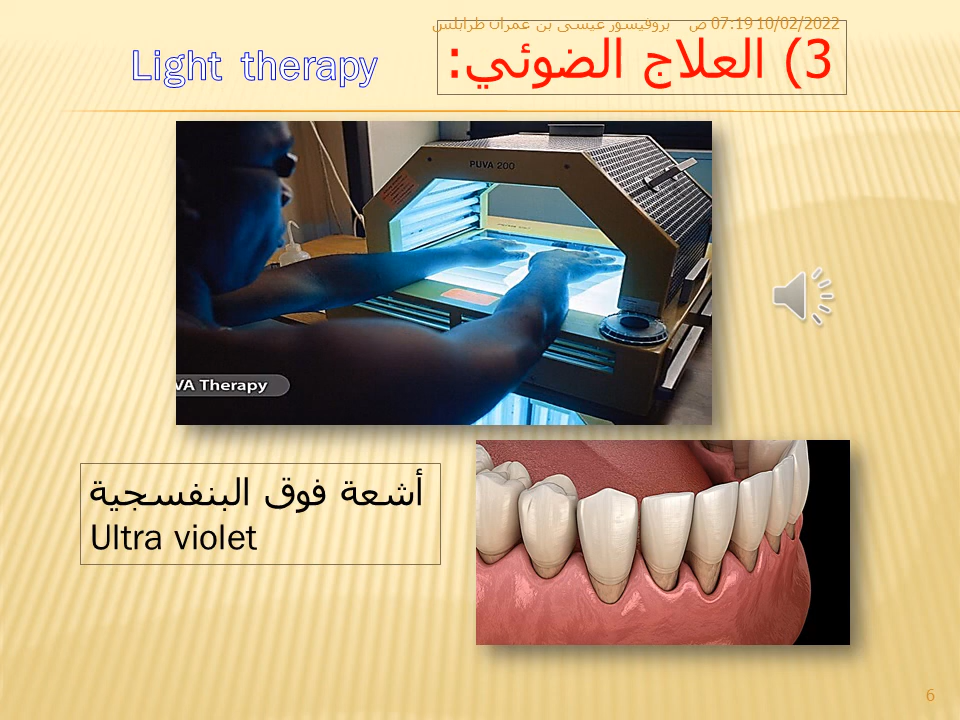 10/02/2022 07:19 ص بروفيسور عيسى بن عمران طرابلس
3) العلاج الضوئي:
Light therapy
PUVA 200
VA Therapy
أشعة فوق البنفسجية
Ultra violet
6